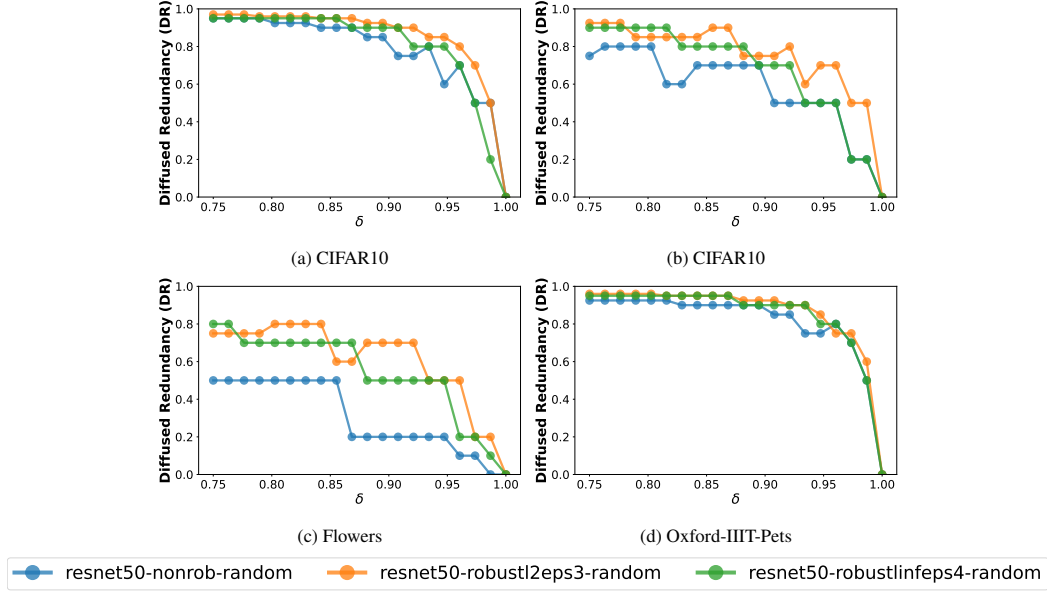 1.0
0.8
0.6
0.4
0.2
0.0
Diffused Redundancy (DR)
0.75 0.80 0.85 0.90 0.95 1.00
δ
(a) CIFAR10
1.0
0.8
0.6
0.4
0.2
0.0
Diffused Redundancy (DR)
0.75 0.80 0.85 0.90 0.95 1.00
δ
(b) CIFAR10
1.0
0.8
0.6
0.4
0.2
0.0
Diffused Redundancy (DR)
0.75 0.80 0.85 0.90 0.95 1.00
δ
(c) Flowers
1.0
0.8
0.6
0.4
0.2
0.0
Diffused Redundancy (DR)
0.75 0.80 0.85 0.90 0.95 1.00
δ
(d) Oxford-IIIT-Pets
resnet50-nonrob-random resnet50-robustl2eps3-random resnet50-robustlinfeps4-random